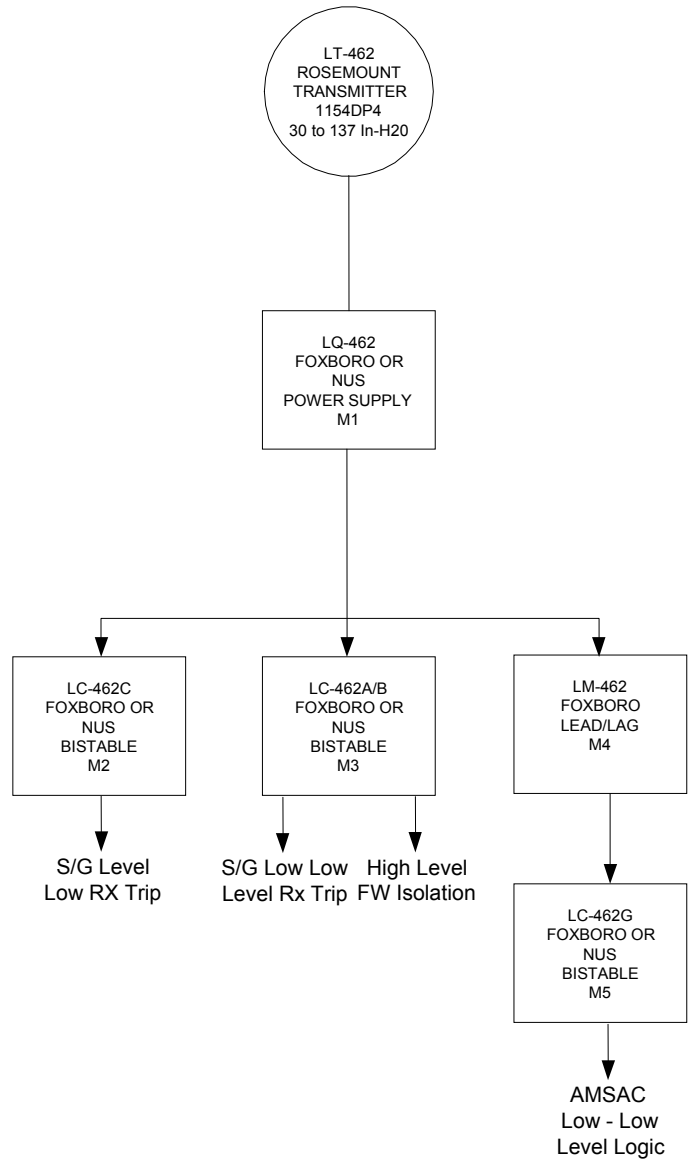 LT-462
ROSEMOUNT
TRANSMITTER
1154DP4
30 to 137 In-H20
LQ-462
FOXBORO OR
NUS
POWER SUPPLY
M1
LC-462C
FOXBORO OR
NUS
BISTABLE
M2
LC-462A/B
FOXBORO OR
NUS
BISTABLE
M3
LM-462
FOXBORO
LEAD/LAG
M4
S/G Level
Low RX Trip
S/G Low Low
Level Rx Trip
High Level
FW Isolation
LC-462G
FOXBORO OR
NUS
BISTABLE
M5
AMSAC
Low - Low
Level Logic